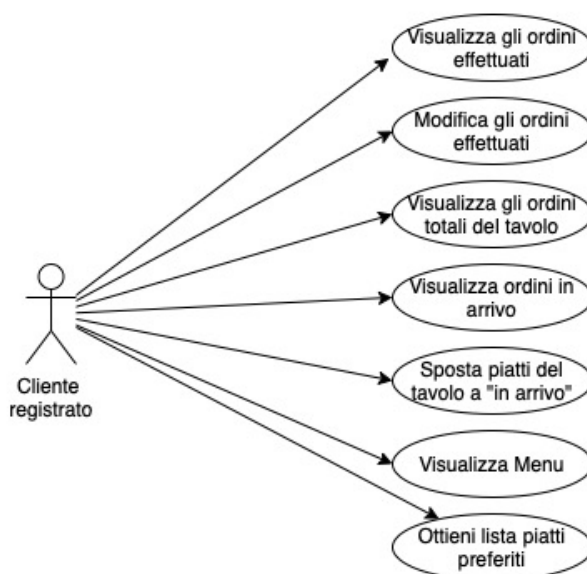 Visualizza gli ordini
effettuati
Modifica gli ordini
effettuati
Visualizza gli ordini
totali del tavolo
Visualizza ordini in
arrivo
Cliente
registrato
Sposta piatti del
tavolo a "in arrivo"
Visualizza Menu
Ottieni lista piatti
preferiti